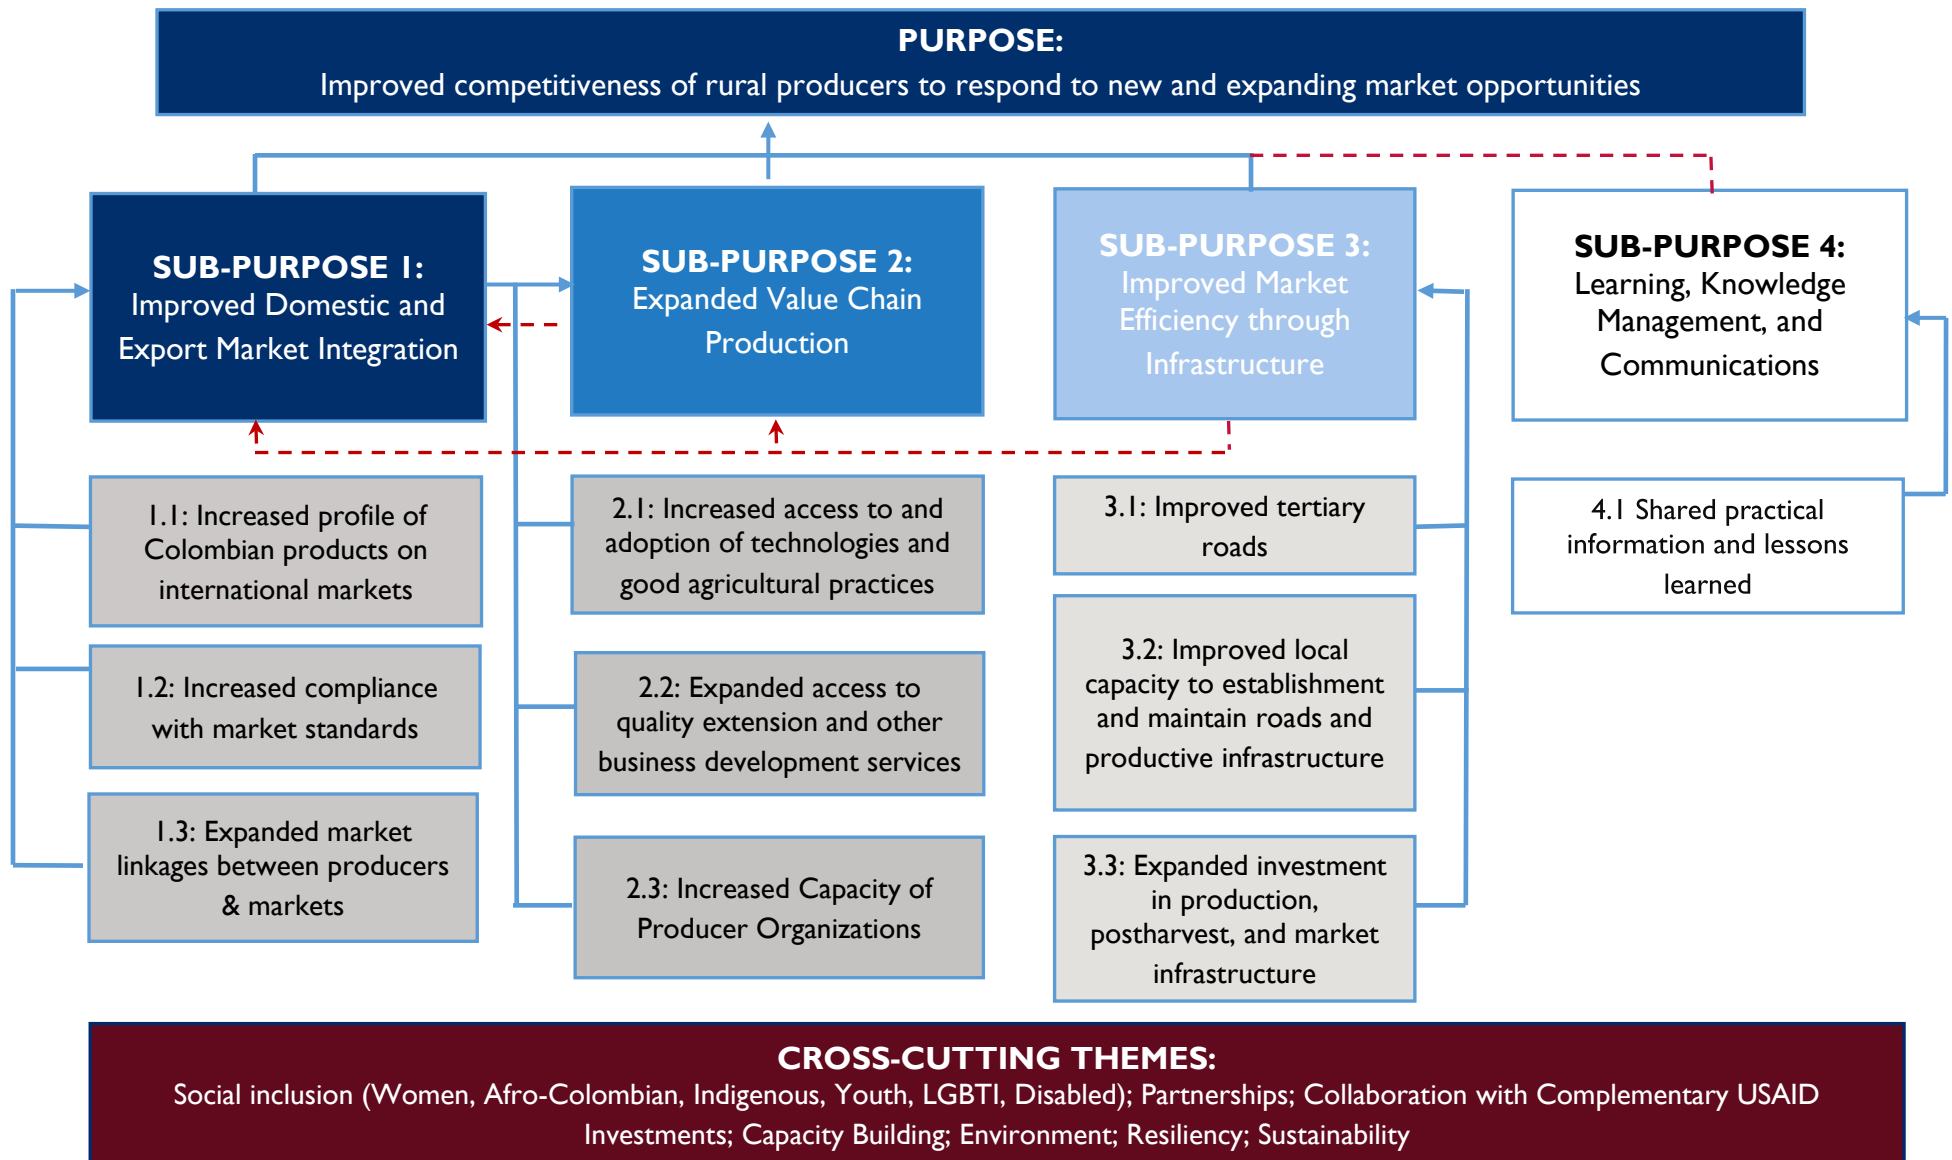 PURPOSE:
Improved competitiveness of rural producers to respond to new and expanding market opportunities
SUB-PURPOSE 1:
Improved Domestic and
Export Market Integration
SUB-PURPOSE 2:
Expanded Value Chain
Production
SUB-PURPOSE 3:
Improved Market
Efficiency through
Infrastructure
SUB-PURPOSE 4:
Learning, Knowledge
Management, and
Communications
1.1: Increased profile of
Colombian products on
international markets
1.2: Increased compliance
with market standards
1.3: Expanded market
linkages between producers
& markets
2.1: Increased access to and
adoption of technologies and
good agricultural practices
2.2: Expanded access to
quality extension and other
business development services
2.3: Increased Capacity of
Producer Organizations
3.1: Improved tertiary
roads
3.2: Improved local
capacity to establishment
and maintain roads and
productive infrastructure
3.3: Expanded investment
in production,
postharvest, and market
infrastructure
4.1 Shared practical
information and lessons
learned
CROSS-CUTTING THEMES:
Social inclusion (Women, Afro-Colombian, Indigenous, Youth, LGBTI, Disabled); Partnerships; Collaboration with Complementary USAID
Investments; Capacity Building; Environment; Resiliency; Sustainability